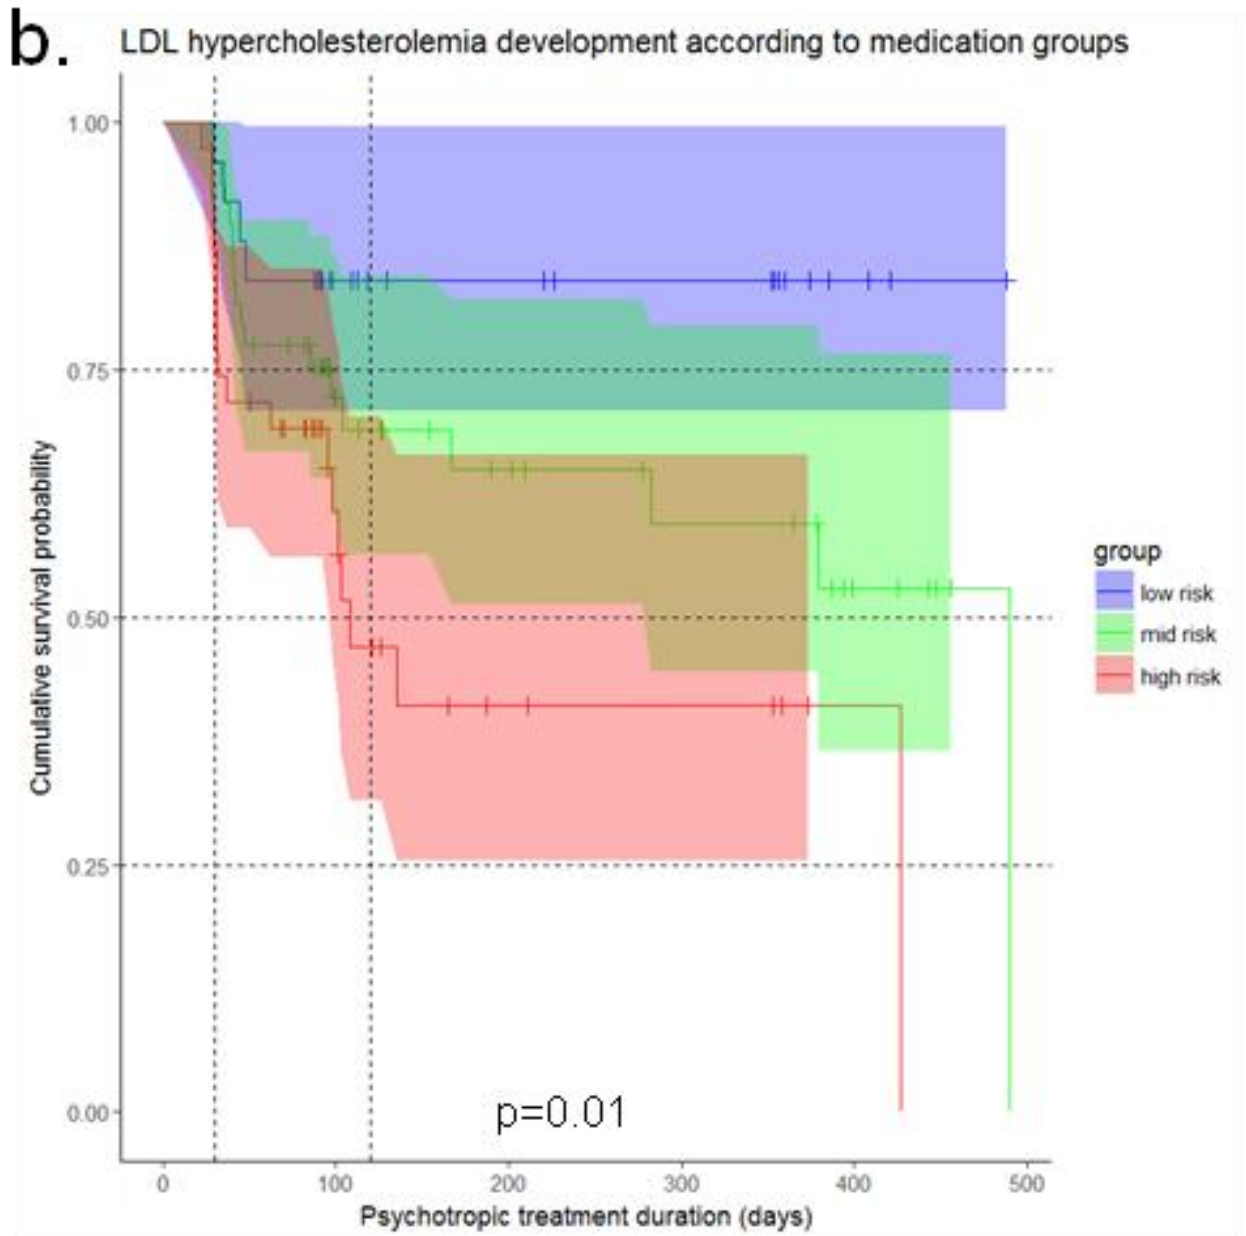 b.
LDL hypercholesterolemia development according to medication groups
1.00
0.75
0.50
0.25
0.00
Cumulative survival probability
p=0.01
0 100 200 300 400 500
Psychotropic treatment duration (days)
group
low risk
mid risk
high risk